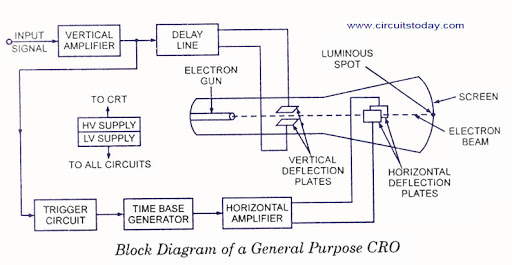 www.circuitstoday.com
INPUT
SIGNAL
VERTICAL
AMPLIFIER
DELAY
LINE
ELECTRON
GUN
LUMINOUS
SPOT
SCREEN
ELECTRON
BEAM
TO CRT
HV SUPPLY
LV SUPPLY
TO ALL CIRCUITS
VERTICAL
DEFLECTION
PLATES
HORIZONTAL
DEFLECTION
PLATES
TRIGGER
CIRCUIT
TIME BASE
GENERATOR
HORIZONTAL
AMPLIFIER
Block Diagram of a General Purpose CRO